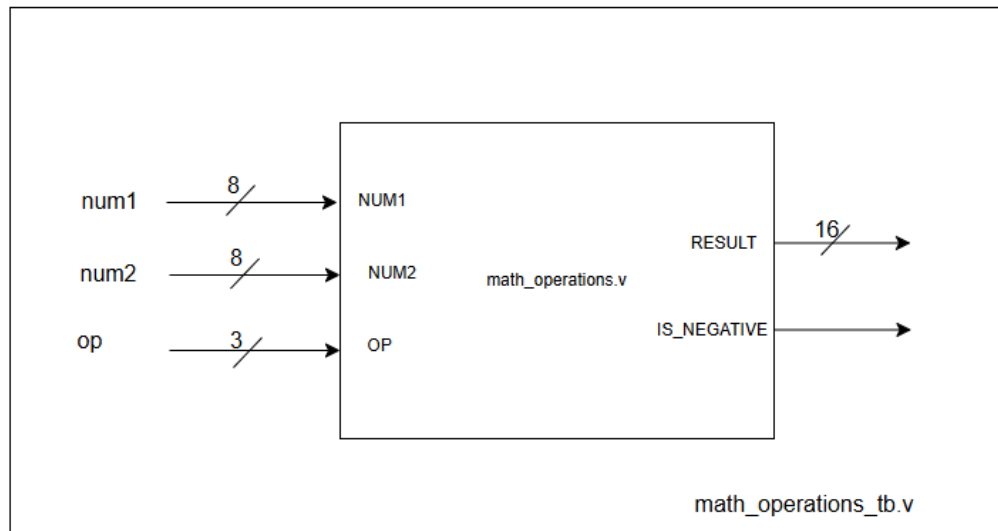 num1
8
NUM1
num2
8
NUM2
op
3
OP
math_operations.v
RESULT
16
IS_NEGATIVE
math_operations_tb.v